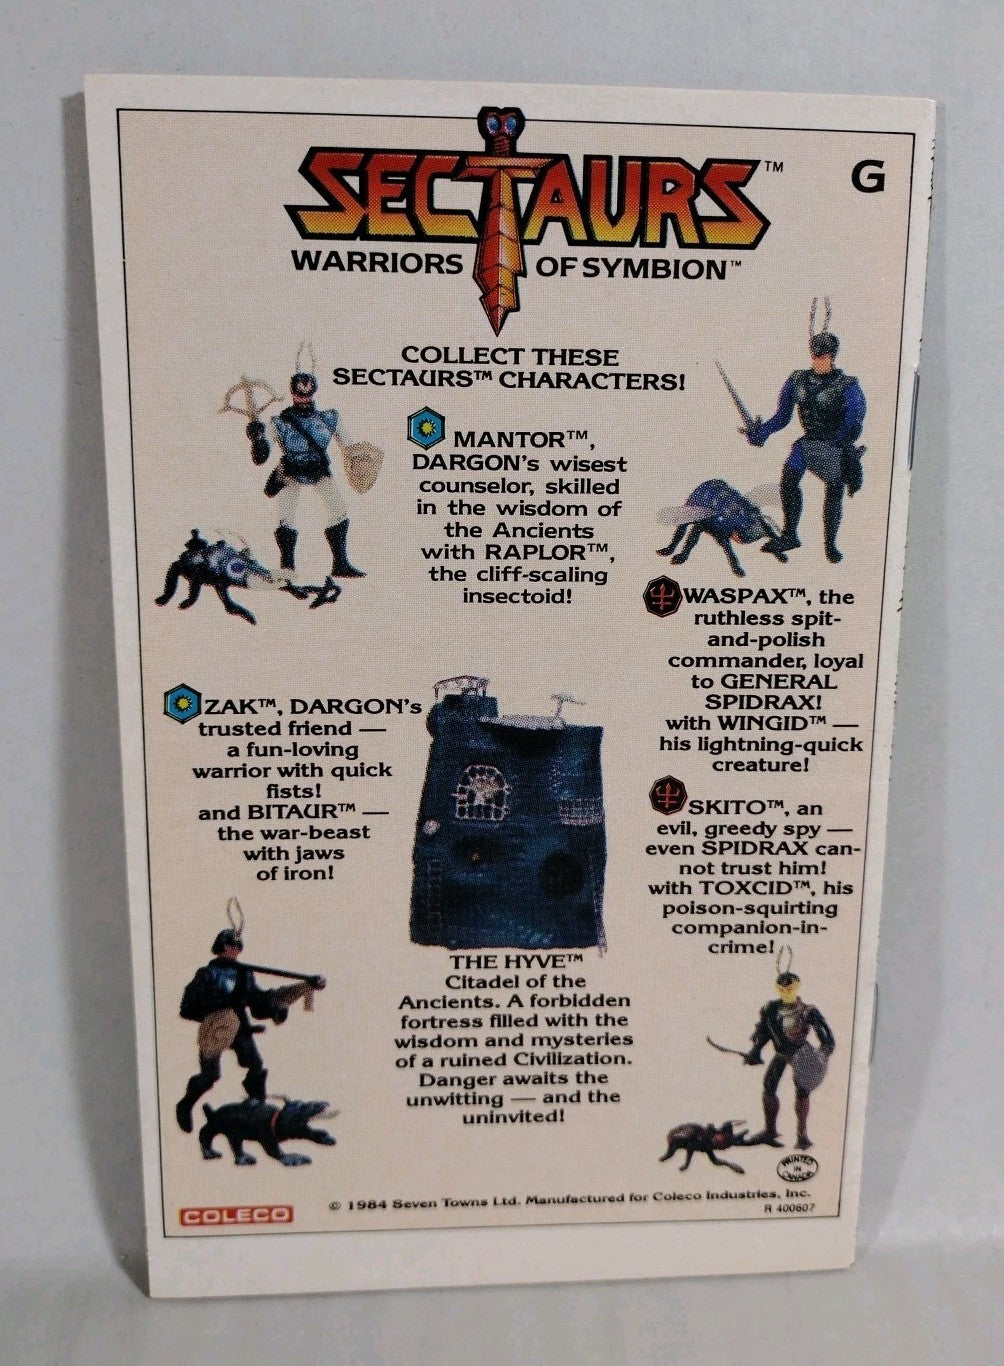 SECTAURS™
G
WARRIORS OF SYMBION™
COLLECT THESE
SECTAURS™ CHARACTERS!
MANTOR™,
DARGON's wisest
counselor, skilled
in the wisdom of
the Ancients
with RAPLOR™,
the cliff-scaling
insectoid!
WASPAX™, the
ruthless spit-
and-polish
commander, loyal
to GENERAL
SPIDRAX!
with WINGID™ —
his lightning-quick
creature!
ZAK™, DARGON's
trusted friend —
a fun-loving
warrior with quick
fists!
and BITAUR™ —
the war-beast
with jaws
of iron!
SKITO™, an
evil, greedy spy —
even SPIDRAX can-
not trust him!
with TOXCID™, his
poison-squirting
companion-in-
crime!
THE HYVE™
Citadel of the
Ancients. A forbidden
fortress filled with the
wisdom and mysteries
of a ruined Civilization.
Danger awaits the
unwitting — and the
uninvited!
PRINTED
IN
CANADA
COLECO
© 1984 Seven Towns Ltd. Manufactured for Coleco Industries, Inc.
R 400607